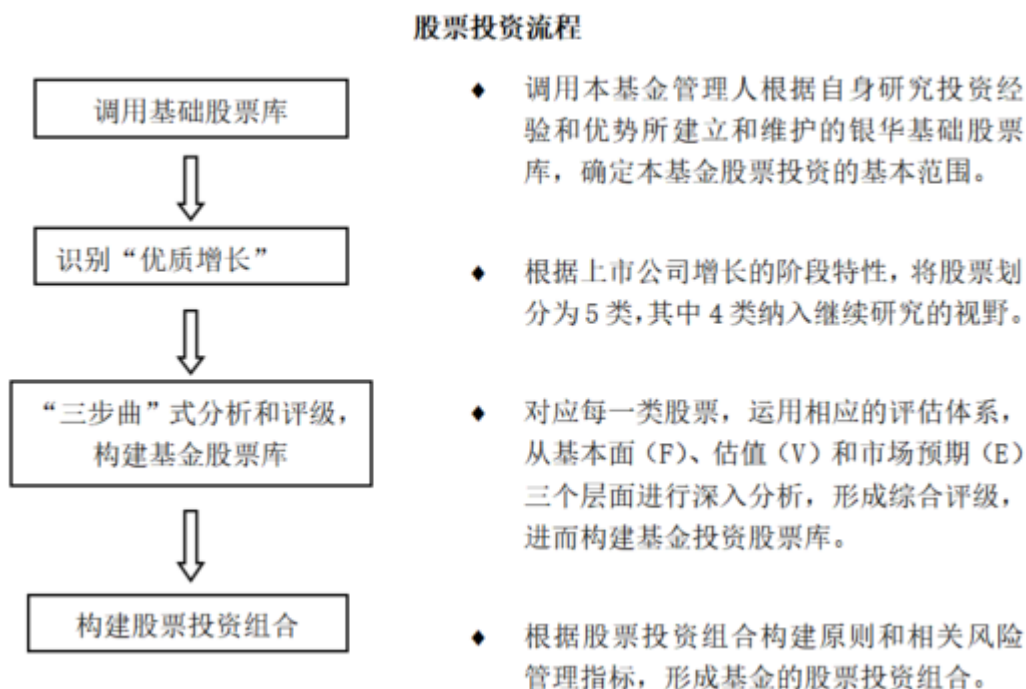 股票投资流程
调用基础股票库
◆ 调用本基金管理人根据自身研究投资经
验和优势所建立和维护的银华基础股票
库，确定本基金股票投资的基本范围。
识别“优质增长”
◆ 根据上市公司增长的阶段特性，将股票划
分为5类，其中4类纳入继续研究的视野。
“三步曲”式分析和评级，
构建基金股票库
◆ 对应每一类股票，运用相应的评估体系，
从基本面（F）、估值（V）和市场预期（E）
三个层面进行深入分析，形成综合评级，
进而构建基金投资股票库。
构建股票投资组合
◆ 根据股票投资组合构建原则和相关风险
管理指标，形成基金的股票投资组合。